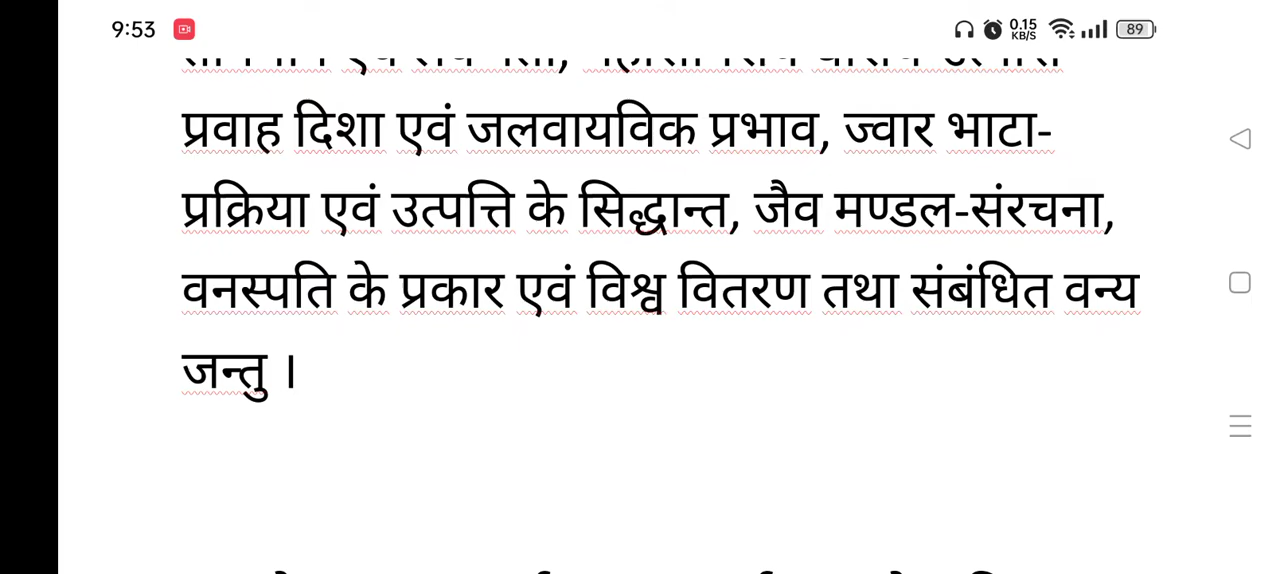 9:53 0.15 KB/S 89
प्रवाह दिशा एवं जलवायविक प्रभाव, ज्वार भाटा-
प्रक्रिया एवं उत्पत्ति के सिद्धान्त, जैव मण्डल-संरचना,
वनस्पति के प्रकार एवं विश्व वितरण तथा संबंधित वन्य
जन्तु ।